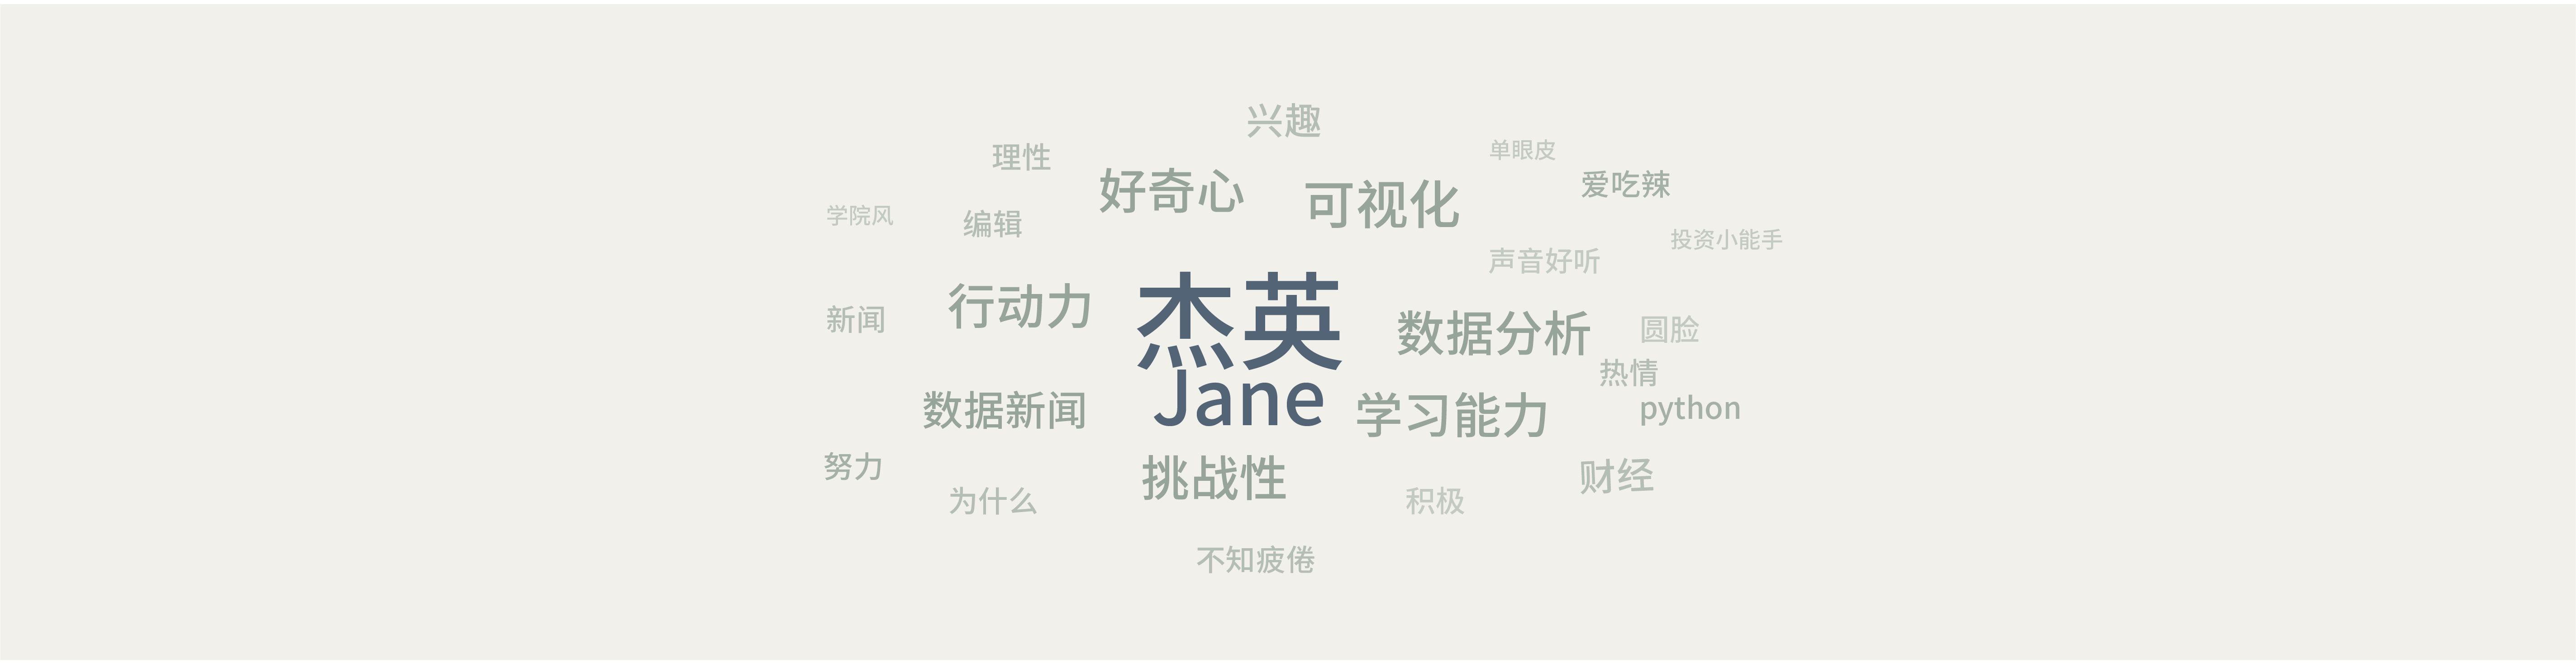 兴趣
单眼皮
理性
爱吃辣
好奇心
可视化
学院风
编辑
投资小能手
声音好听
行动力
杰英
新闻
数据分析
圆脸
热情
数据新闻
Jane
学习能力
python
努力
挑战性
财经
为什么
积极
不知疲倦